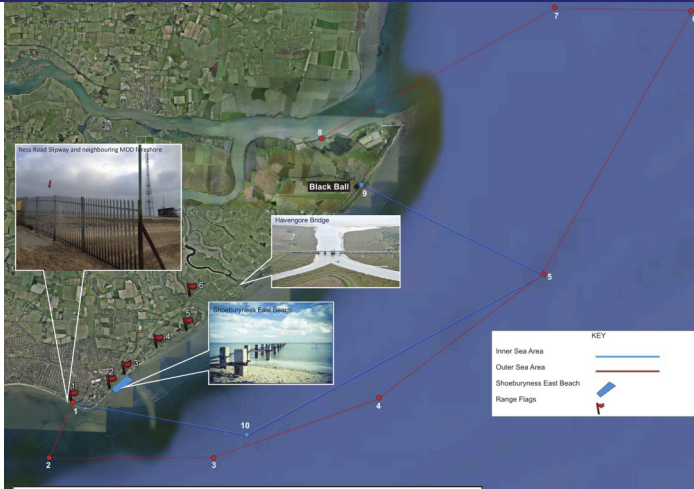 7
6
8
Ness Road Slipway and neighbouring MOD foreshore
Black Ball
9
Havengore Bridge
5
6
Shoeburyness East Beach
5
4
3
2
1
1
4
10
2
3
KEY
Inner Sea Area
Outer Sea Area
Shoeburyness East Beach
Range Flags